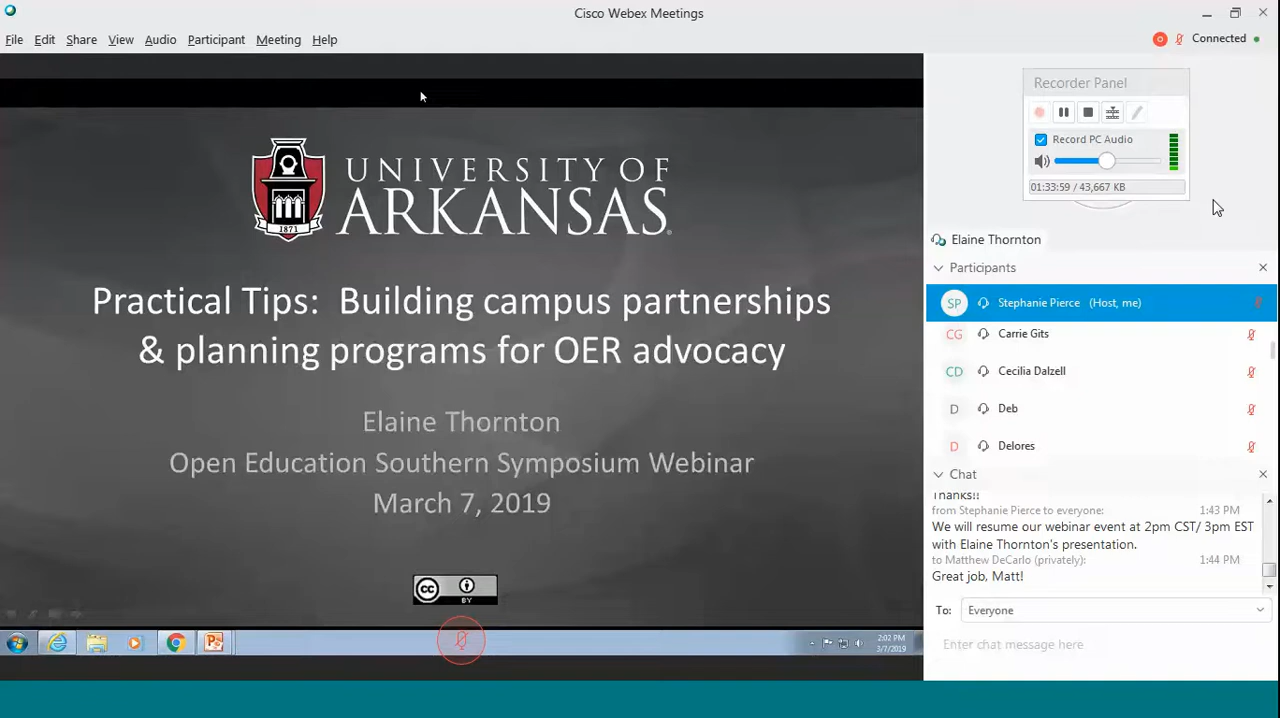 Cisco Webex Meetings
File Edit Share View Audio Participant Meeting Help
Connected
Recorder Panel
Record PC Audio
01:33:59 / 43,667 KB
1871
UNIVERSITY OF
ARKANSAS
Practical Tips: Building campus partnerships
& planning programs for OER advocacy
Elaine Thornton
Open Education Southern Symposium Webinar
March 7, 2019
CC BY
2:02 PM
3/7/2019
Elaine Thornton
Participants
SP Stephanie Pierce (Host, me)
CG Carrie Gits
CD Cecilia Dalzell
D Deb
D Delores
Chat
Thanks!!
from Stephanie Pierce to everyone: 1:43 PM
We will resume our webinar event at 2pm CST/ 3pm EST
with Elaine Thornton's presentation.
to Matthew DeCarlo (privately): 1:44 PM
Great job, Matt!
To: Everyone
Enter chat message here